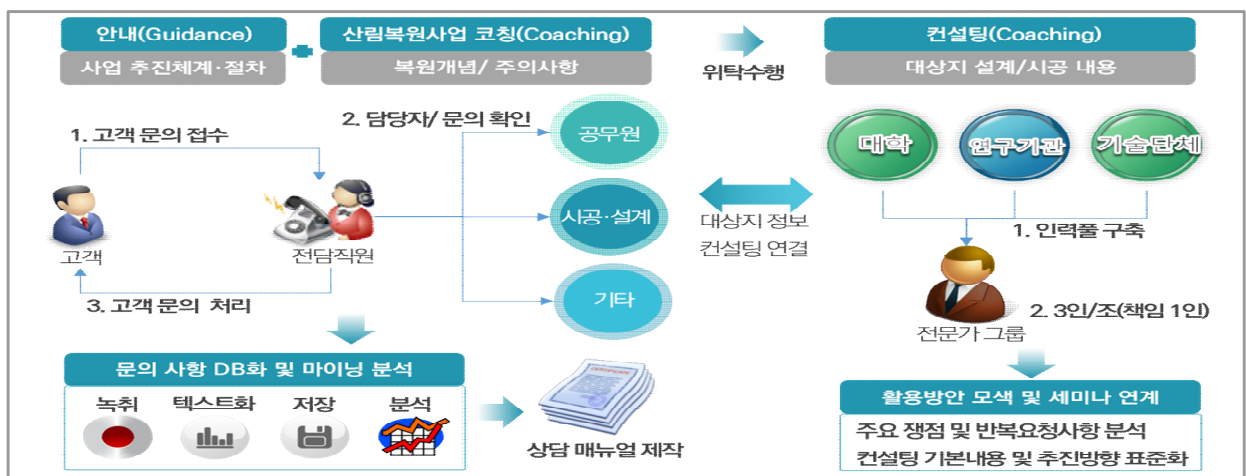 안내(Guidance)
사업 추진체계·절차
산림복원사업 코칭(Coaching)
복원개념/ 주의사항
위탁수행
컨설팅(Coaching)
대상지 설계/시공 내용
1. 고객 문의 접수
2. 담당자/ 문의 확인
고객
전담직원
3. 고객 문의 처리
공무원
시공·설계
기타
대상지 정보
컨설팅 연결
대학
연구기관
기술단체
1. 인력풀 구축
2. 3인/조(책임 1인)
전문가 그룹
문의 사항 DB화 및 마이닝 분석
녹취
텍스트화
저장
분석
상담 매뉴얼 제작
활용방안 모색 및 세미나 연계
주요 쟁점 및 반복요청사항 분석
컨설팅 기본내용 및 추진방향 표준화